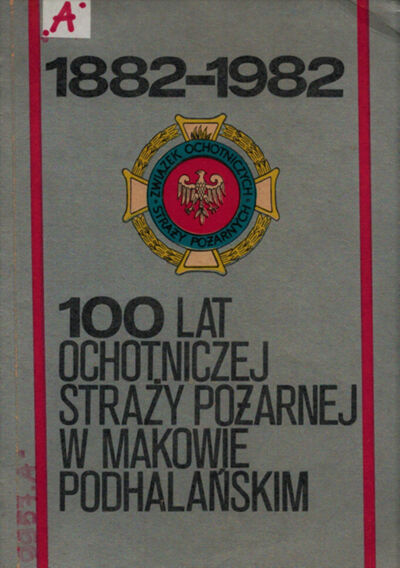 "A"
1882-1982
ZWIĄZEK OCHOTNICZYCH
STRAŻY POŻARNYCH
100 LAT
OCHOTNICZEJ
STRAŻY POŻARNEJ
W MAKOWIE
PODHALAŃSKIM